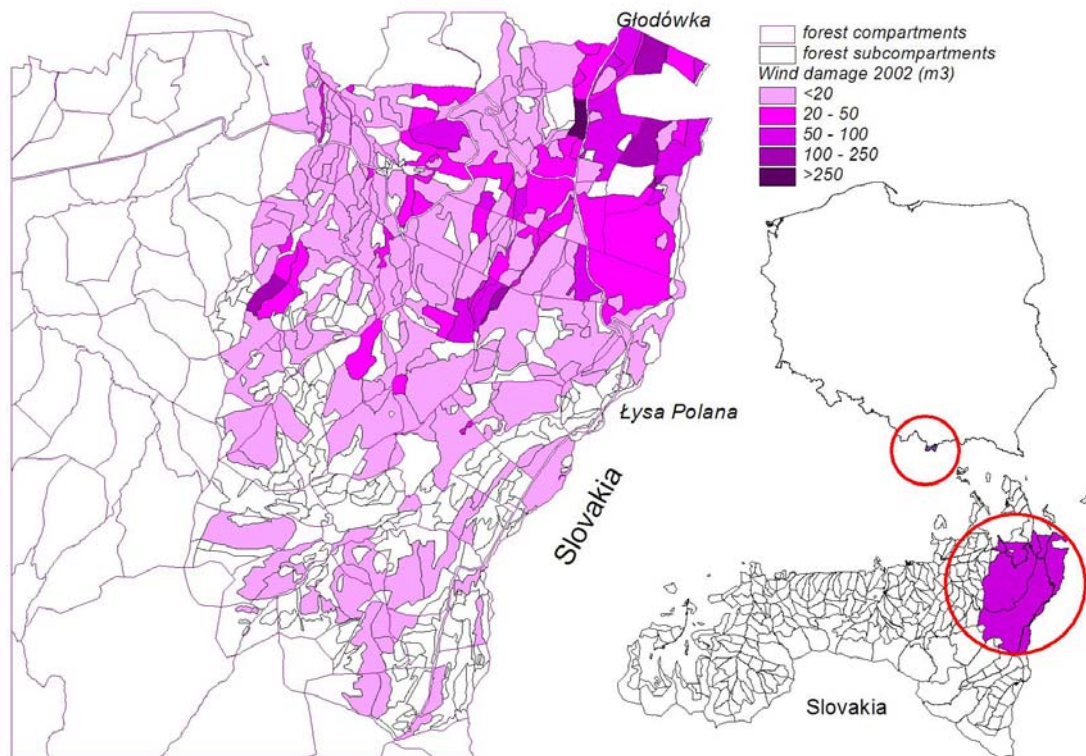 Głodówka
forest compartments
forest subcompartments
Wind damage 2002 (m3)
<20
20 - 50
50 - 100
100 - 250
>250
Łysa Polana
Slovakia
Slovakia